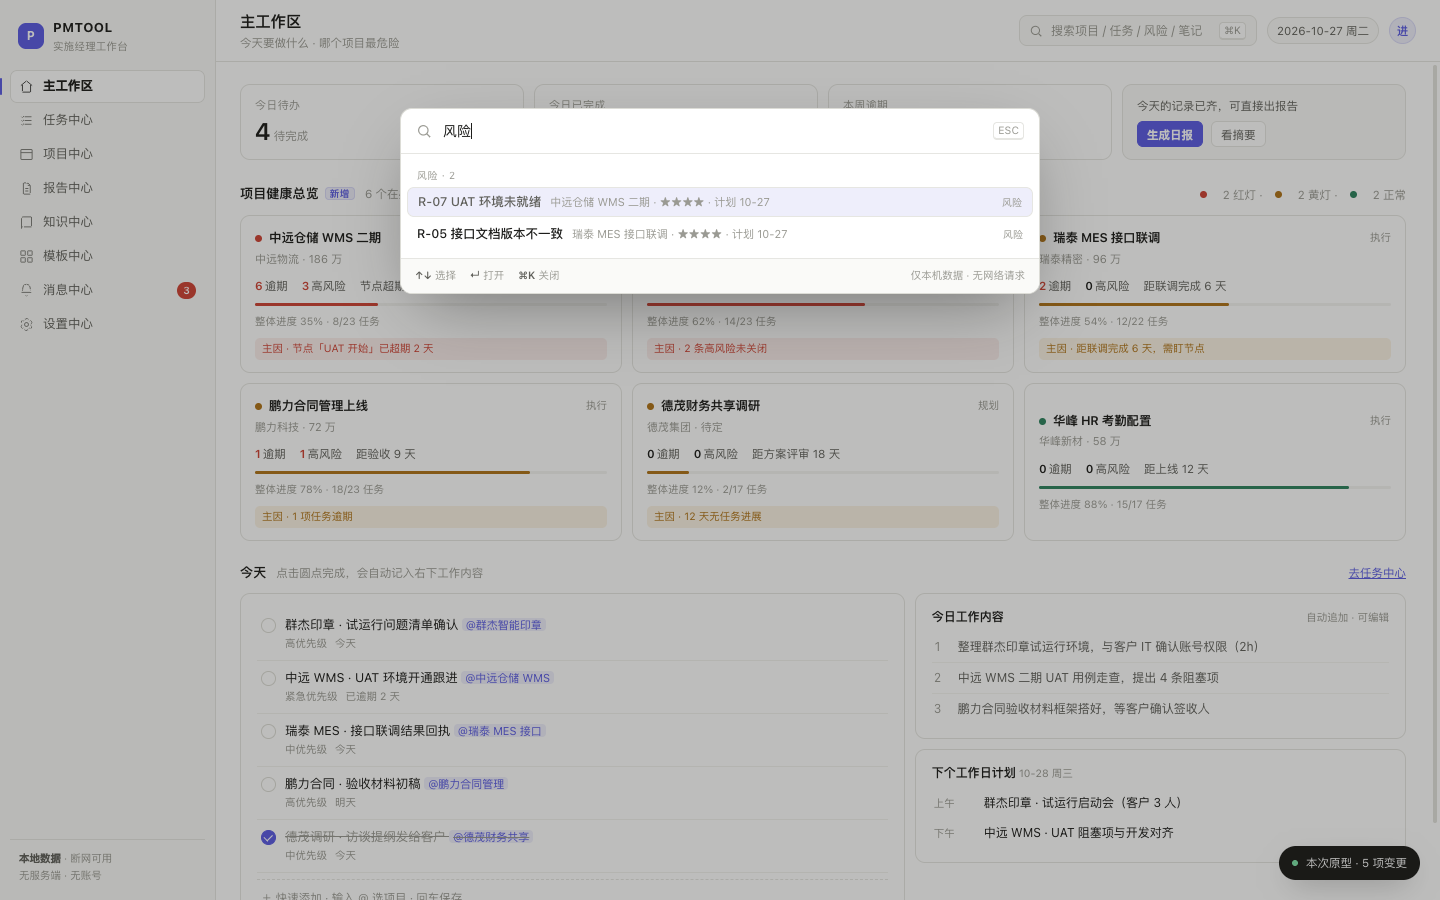 P
PMTOOL
实施经理工作台
主工作区
任务中心
项目中心
报告中心
知识中心
模板中心
消息中心
3
设置中心
本地数据 · 断网可用
无服务端 · 无账号
主工作区
今天要做什么 · 哪个项目最危险
搜索项目 / 任务 / 风险 / 笔记
⌘K
2026-10-27 周二
进
今日待办
4 待完成
今日已完成
本周逾期
今天的记录已齐，可直接出报告
生成日报
看摘要
风险
ESC
风险 · 2
R-07 UAT 环境未就绪 中远仓储 WMS 二期 · ★★★★ · 计划 10-27
风险
R-05 接口文档版本不一致 瑞泰 MES 接口联调 · ★★★★ · 计划 10-27
风险
↑↓ 选择 ↵ 打开 ⌘K 关闭
仅本机数据 · 无网络请求
项目健康总览 新增 6 个在
2 红灯 · 2 黄灯 · 2 正常
中远仓储 WMS 二期
中远物流 · 186 万
6 逾期 3 高风险 节点超期
整体进度 35% · 8/23 任务
主因 · 节点「UAT 开始」已超期 2 天
整体进度 62% · 14/23 任务
主因 · 2 条高风险未关闭
瑞泰 MES 接口联调
执行
瑞泰精密 · 96 万
2 逾期 0 高风险 距联调完成 6 天
整体进度 54% · 12/22 任务
主因 · 距联调完成 6 天，需盯节点
鹏力合同管理上线
执行
鹏力科技 · 72 万
1 逾期 1 高风险 距验收 9 天
整体进度 78% · 18/23 任务
主因 · 1 项任务逾期
德茂财务共享调研
规划
德茂集团 · 待定
0 逾期 0 高风险 距方案评审 18 天
整体进度 12% · 2/17 任务
主因 · 12 天无任务进展
华峰 HR 考勤配置
执行
华峰新材 · 58 万
0 逾期 0 高风险 距上线 12 天
整体进度 88% · 15/17 任务
今天 点击圆点完成，会自动记入右下工作内容
去任务中心
群杰印章 · 试运行问题清单确认 @群杰智能印章
高优先级 今天
中远 WMS · UAT 环境开通跟进 @中远仓储 WMS
紧急优先级 已逾期 2 天
瑞泰 MES · 接口联调结果回执 @瑞泰 MES 接口
中优先级 今天
鹏力合同 · 验收材料初稿 @鹏力合同管理
高优先级 明天
德茂调研 · 访谈提纲发给客户 @德茂财务共享
中优先级 今天
＋ 快速添加 · 输入 @ 选项目 · 回车保存
今日工作内容
自动追加 · 可编辑
1 整理群杰印章试运行环境，与客户 IT 确认账号权限（2h）
2 中远 WMS 二期 UAT 用例走查，提出 4 条阻塞项
3 鹏力合同验收材料框架搭好，等客户确认签收人
下个工作日计划 10-28 周三
上午 群杰印章 · 试运行启动会（客户 3 人）
下午 中远 WMS · UAT 阻塞项与开发对齐
本次原型 · 5 项变更